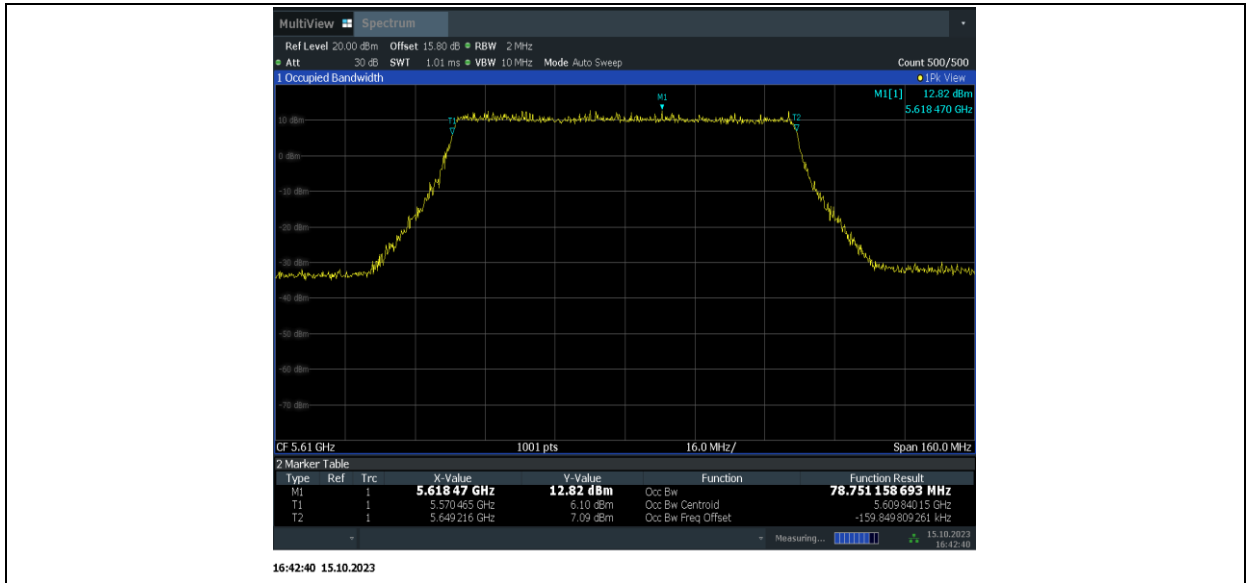 MultiView Spectrum
Ref Level 20.00 dBm Offset 15.80 dB RBW 2 MHz
Att 30 dB SWT 1.01 ms VBW 10 MHz Mode Auto Sweep Count 500/500
1 Occupied Bandwidth 1Pk View
M1[1] 12.82 dBm
5.618 470 GHz
M1
10 dBm
T1
T2
0 dBm
-10 dBm
-20 dBm
-30 dBm
-40 dBm
-50 dBm
-60 dBm
-70 dBm
CF 5.61 GHz 1001 pts 16.0 MHz/ Span 160.0 MHz
2 Marker Table
Type Ref Trc X-Value Y-Value Function Function Result
M1 1 5.618 47 GHz 12.82 dBm Occ Bw 78.751 158 693 MHz
T1 1 5.570 465 GHz 6.10 dBm Occ Bw Centroid 5.609 840 15 GHz
T2 1 5.649 216 GHz 7.09 dBm Occ Bw Freq Offset -159.849 809 261 kHz
Measuring... 15.10.2023
16:42:40
16:42:40 15.10.2023